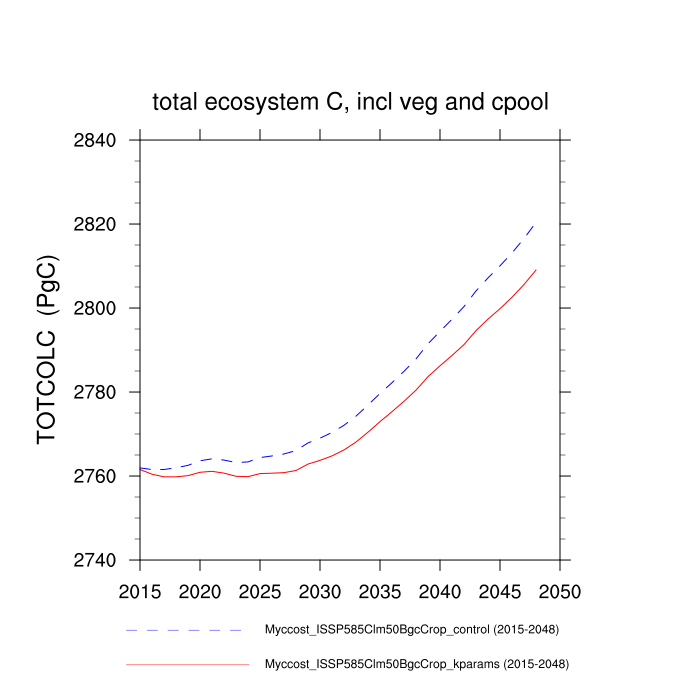 total ecosystem C, incl veg and cpool
2840
2820
2800
2780
2760
2740
TOTCOLC (PgC)
2015 2020 2025 2030 2035 2040 2045 2050
Myccost_ISSP585Clm50BgcCrop_control (2015-2048)
Myccost_ISSP585Clm50BgcCrop_kparams (2015-2048)